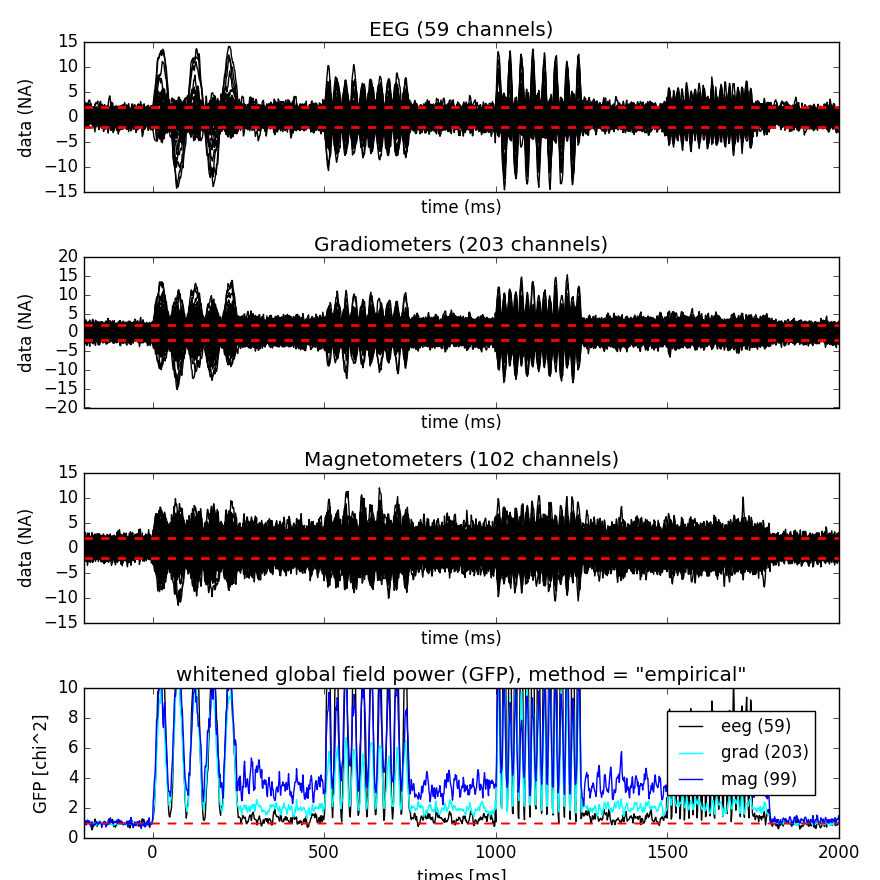 EEG (59 channels)
15
10
5
0
−5
−10
−15
data (NA)
time (ms)
Gradiometers (203 channels)
20
15
10
5
0
−5
−10
−15
−20
data (NA)
time (ms)
Magnetometers (102 channels)
15
10
5
0
−5
−10
−15
data (NA)
time (ms)
whitened global field power (GFP), method = "empirical"
10
8
6
4
2
0
GFP [chi^2]
eeg (59)
grad (203)
mag (99)
0 500 1000 1500 2000
times [ms]